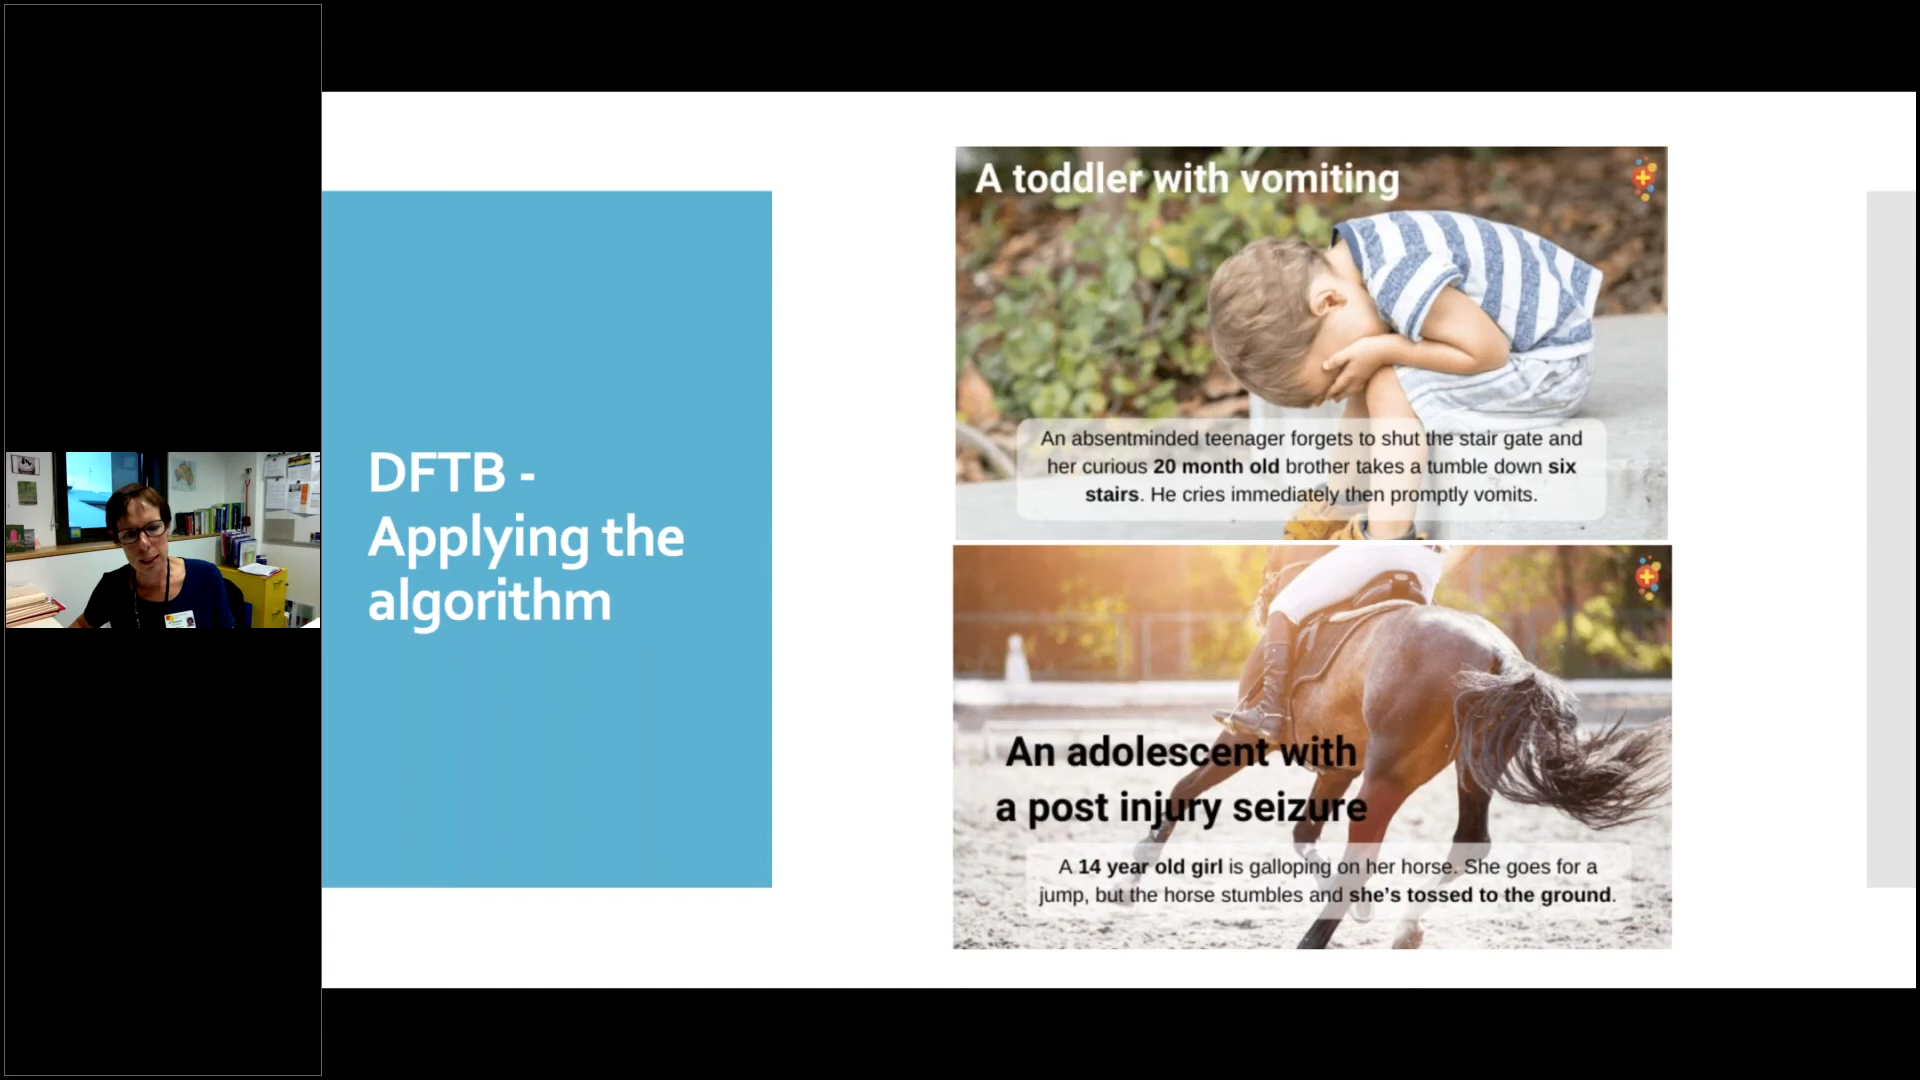 DFTB -
Applying the
algorithm
A toddler with vomiting
An absentminded teenager forgets to shut the stair gate and
her curious 20 month old brother takes a tumble down six
stairs. He cries immediately then promptly vomits.
An adolescent with
a post injury seizure
A 14 year old girl is galloping on her horse. She goes for a
jump, but the horse stumbles and she's tossed to the ground.